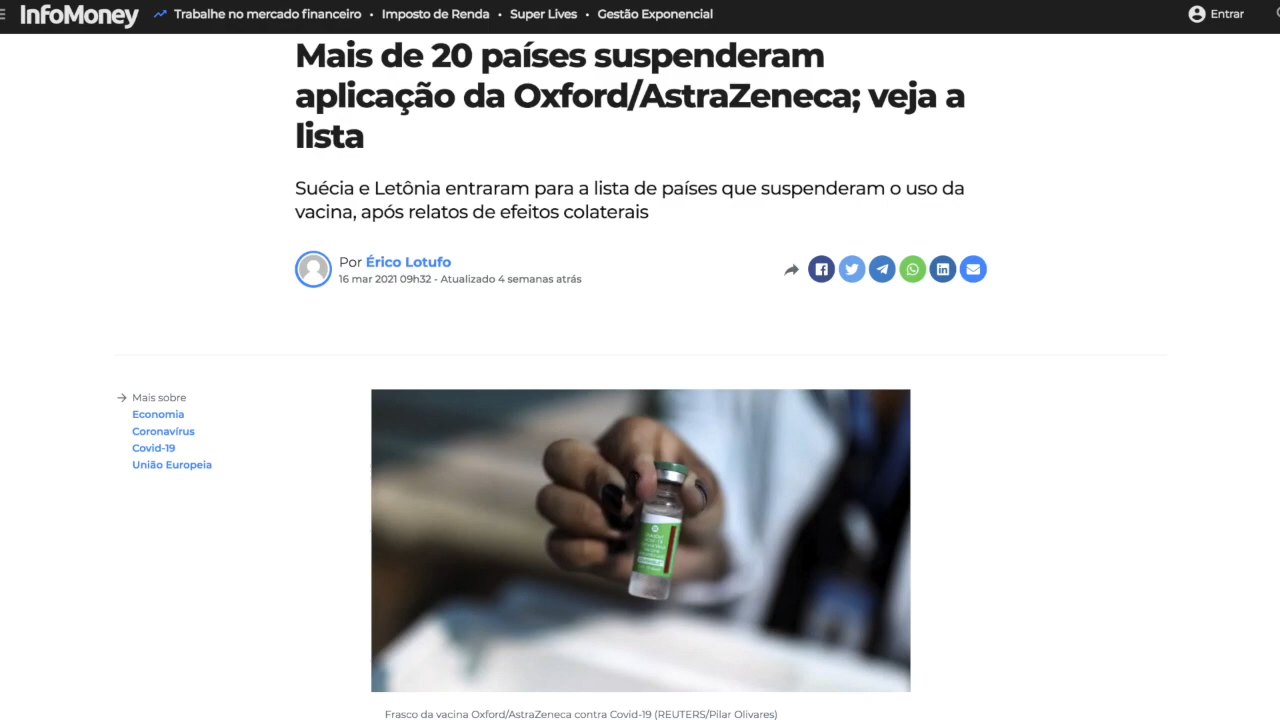 InfoMoney Trabalhe no mercado financeiro • Imposto de Renda • Super Lives • Gestão Exponencial Entrar
Mais de 20 países suspenderam
aplicação da Oxford/AstraZeneca; veja a
lista
Suécia e Letônia entraram para a lista de países que suspenderam o uso da
vacina, após relatos de efeitos colaterais
Por Érico Lotufo
16 mar 2021 09h32 - Atualizado 4 semanas atrás
Mais sobre
Economia
Coronavírus
Covid-19
União Europeia
Frasco da vacina Oxford/AstraZeneca contra Covid-19 (REUTERS/Pilar Olivares)